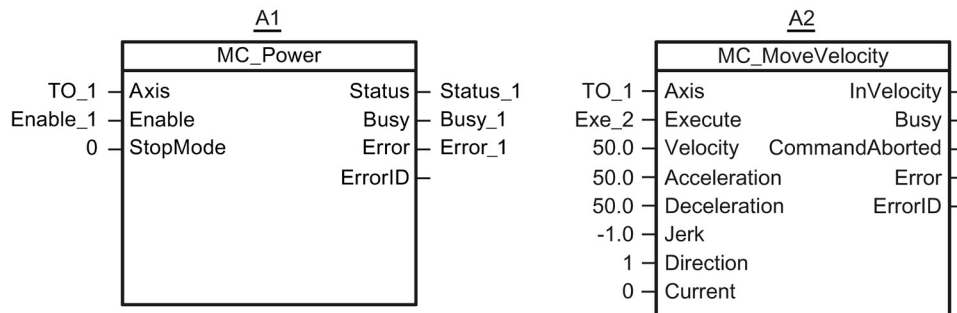 A1
MC_Power
TO_1 Axis Status Status_1
Enable_1 Enable Busy Busy_1
0 StopMode Error Error_1
ErrorID
A2
MC_MoveVelocity
TO_1 Axis InVelocity
Exe_2 Execute Busy
50.0 Velocity CommandAborted
50.0 Acceleration Error
50.0 Deceleration ErrorID
-1.0 Jerk
1 Direction
0 Current